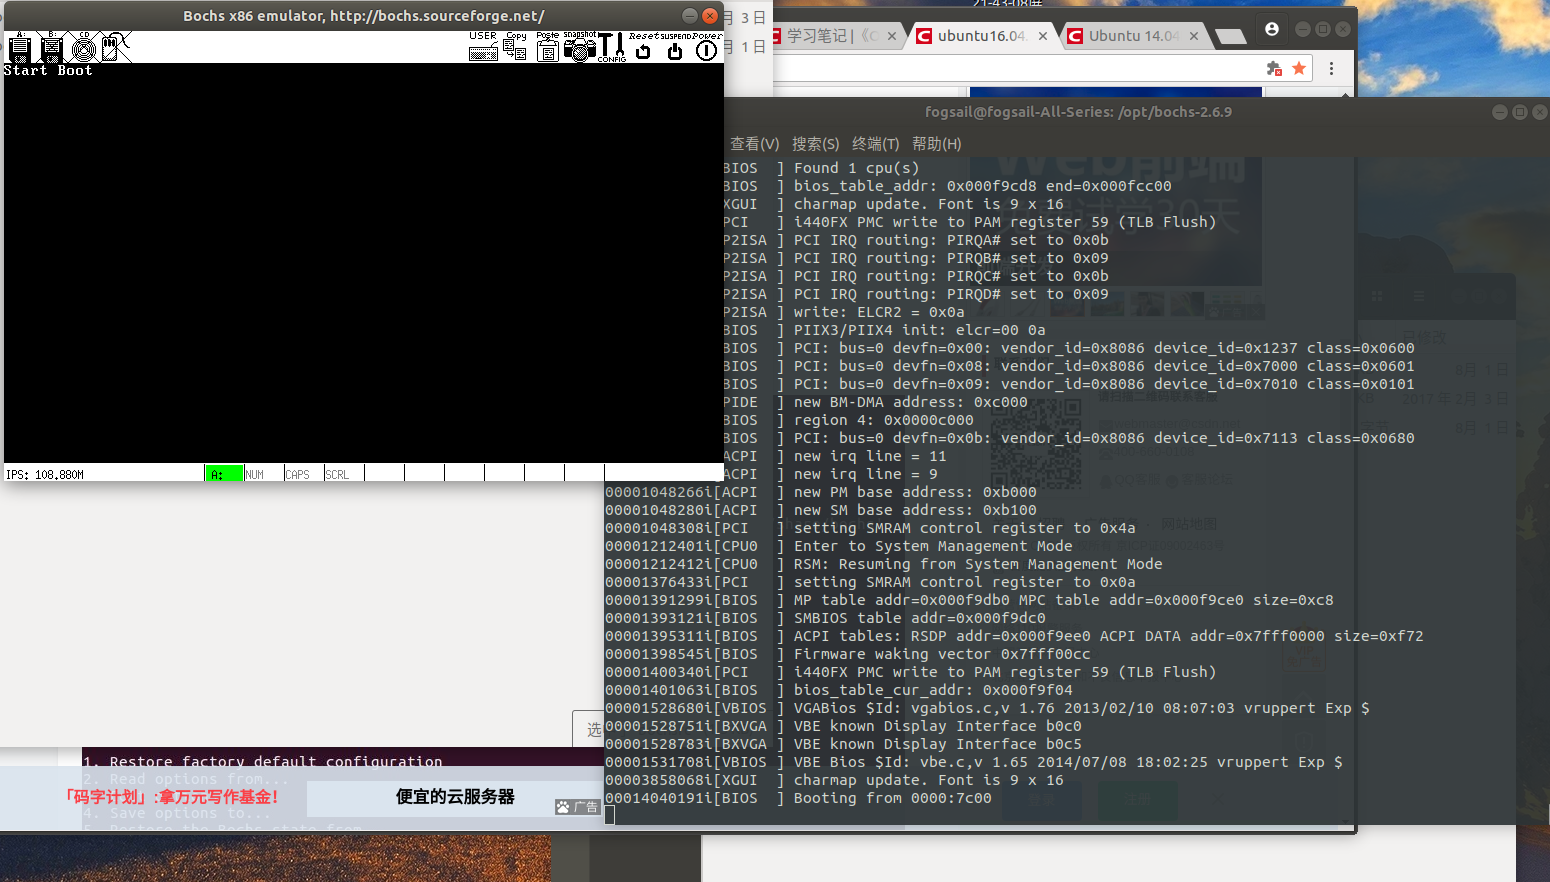 21-43-08屏
Bochs x86 emulator, http://bochs.sourceforge.net/
月 3 日
月 1 日
学习笔记 |《C
ubuntu16.04.
Ubuntu 14.04
A:
B:
CD
USER
Copy
Paste
snapshot
CONFIG
Reset
SUSPEND
Power
Start Boot
IPS: 108.880M
A:
NUM
CAPS
SCRL
fogsail@fogsail-All-Series: /opt/bochs-2.6.9
查看(V) 搜索(S) 终端(T) 帮助(H)
BIOS ] Found 1 cpu(s)
BIOS ] bios_table_addr: 0x000f9cd8 end=0x000fcc00
XGUI ] charmap update. Font is 9 x 16
PCI ] i440FX PMC write to PAM register 59 (TLB Flush)
P2ISA ] PCI IRQ routing: PIRQA# set to 0x0b
P2ISA ] PCI IRQ routing: PIRQB# set to 0x09
P2ISA ] PCI IRQ routing: PIRQC# set to 0x0b
P2ISA ] PCI IRQ routing: PIRQD# set to 0x09
P2ISA ] write: ELCR2 = 0x0a
BIOS ] PIIX3/PIIX4 init: elcr=00 0a
BIOS ] PCI: bus=0 devfn=0x00: vendor_id=0x8086 device_id=0x1237 class=0x0600
BIOS ] PCI: bus=0 devfn=0x08: vendor_id=0x8086 device_id=0x7000 class=0x0601
BIOS ] PCI: bus=0 devfn=0x09: vendor_id=0x8086 device_id=0x7010 class=0x0101
PIDE ] new BM-DMA address: 0xc000
BIOS ] region 4: 0x0000c000
BIOS ] PCI: bus=0 devfn=0x0b: vendor_id=0x8086 device_id=0x7113 class=0x0680
ACPI ] new irq line = 11
ACPI ] new irq line = 9
00001048266i[ACPI ] new PM base address: 0xb000
00001048280i[ACPI ] new SM base address: 0xb100
00001048308i[PCI ] setting SMRAM control register to 0x4a
00001212401i[CPU0 ] Enter to System Management Mode
00001212412i[CPU0 ] RSM: Resuming from System Management Mode
00001376433i[PCI ] setting SMRAM control register to 0x0a
00001391299i[BIOS ] MP table addr=0x000f9db0 MPC table addr=0x000f9ce0 size=0xc8
00001393121i[BIOS ] SMBIOS table addr=0x000f9dc0
00001395311i[BIOS ] ACPI tables: RSDP addr=0x000f9ee0 ACPI DATA addr=0x7fff0000 size=0xf72
00001398545i[BIOS ] Firmware waking vector 0x7fff00cc
00001400340i[PCI ] i440FX PMC write to PAM register 59 (TLB Flush)
00001401063i[BIOS ] bios_table_cur_addr: 0x000f9f04
00001528680i[VBIOS ] VGABios $Id: vgabios.c,v 1.76 2013/02/10 08:07:03 vruppert Exp $
00001528751i[BXVGA ] VBE known Display Interface b0c0
00001528783i[BXVGA ] VBE known Display Interface b0c5
00001531708i[VBIOS ] VBE Bios $Id: vbe.c,v 1.65 2014/07/08 18:02:25 vruppert Exp $
00003858068i[XGUI ] charmap update. Font is 9 x 16
00014040191i[BIOS ] Booting from 0000:7c00
选
1. Restore factory default configuration
2. Read options from...
4. Save options to...
5. Restore the Bochs state from
「码字计划」:拿万元写作基金!
便宜的云服务器
广告